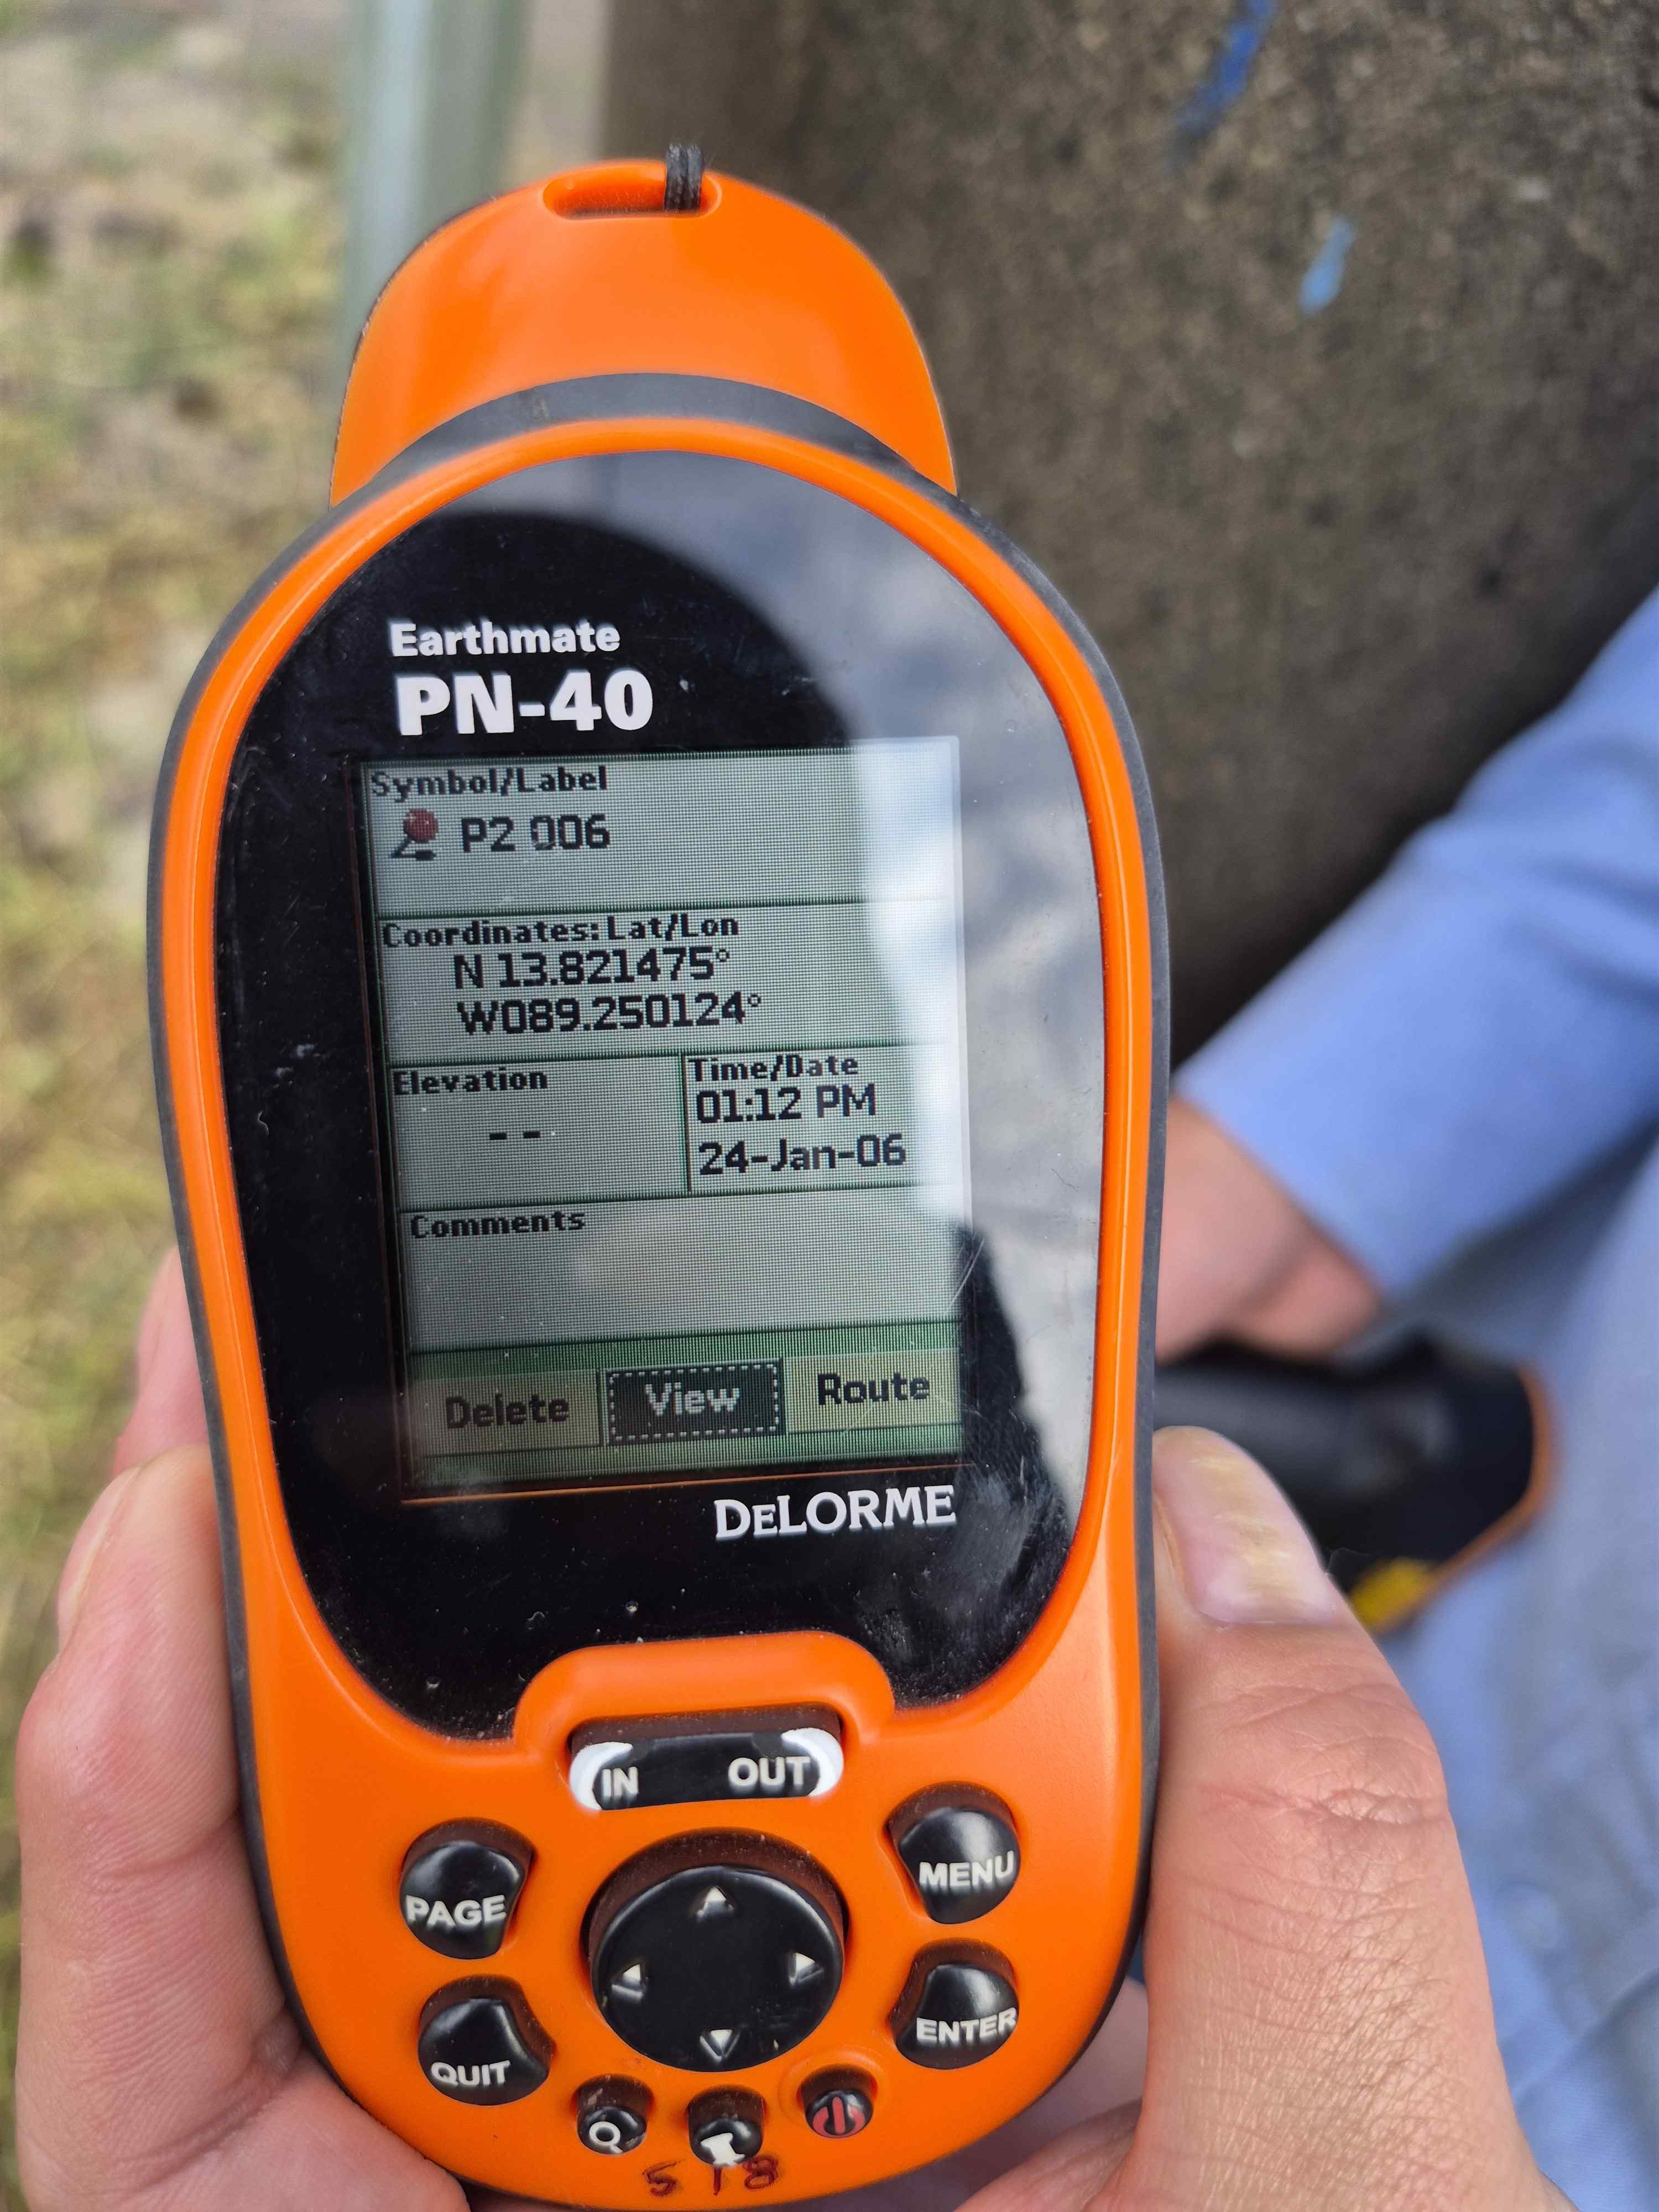 Earthmate
PN-40
Symbol/Label
P2 006
Coordinates: Lat/Lon
N 13.821475°
W089.250124°
Elevation
--
Time/Date
01:12 PM
24-Jan-06
Comments
Delete View Route
DeLORME
IN OUT
PAGE MENU
QUIT ENTER
Q
518